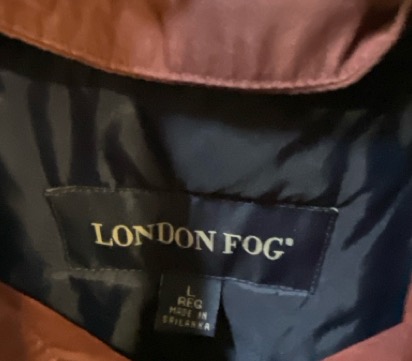 LONDON FOG®
L
REG
MADE IN
SRI LANKA